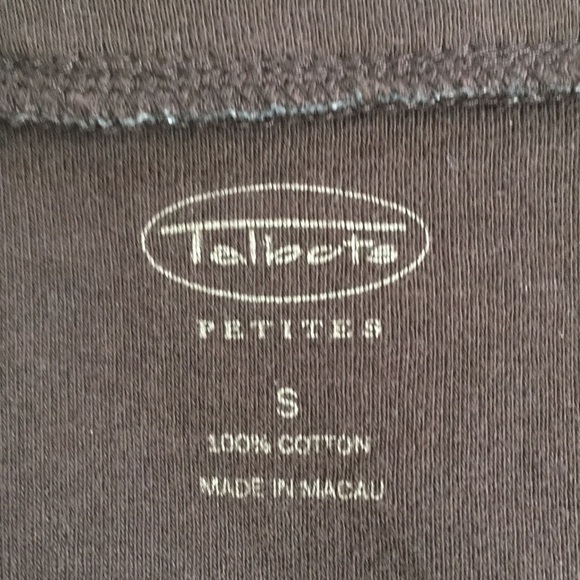 Talbots
PETITES
S
100% COTTON
MADE IN MACAU